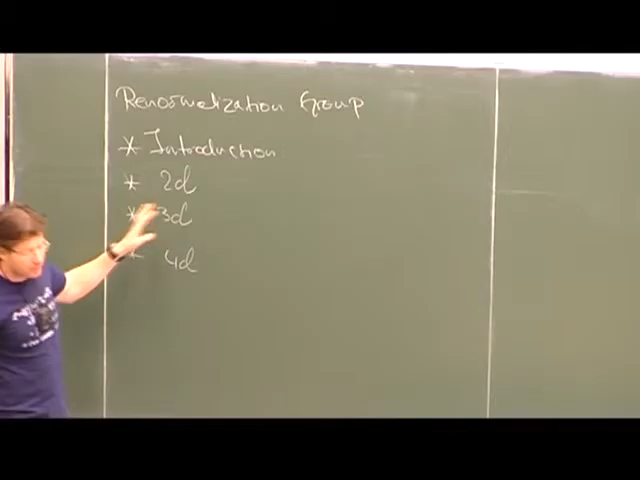 Renormalization Group
* Introduction
* 2d
* 3d
* 4d